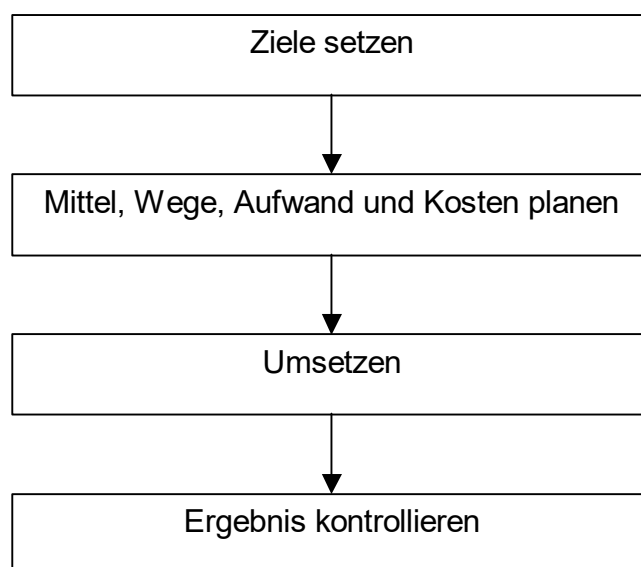 Ziele setzen
Mittel, Wege, Aufwand und Kosten planen
Umsetzen
Ergebnis kontrollieren